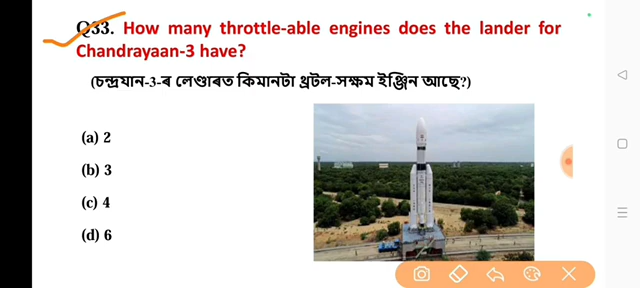 Q33. How many throttle-able engines does the lander for
Chandrayaan-3 have?
(চন্দ্ৰযান-3-ৰ লেণ্ডাৰত কিমানটা থ্ৰটল-সক্ষম ইঞ্জিন আছে?)
(a) 2
(b) 3
(c) 4
(d) 6